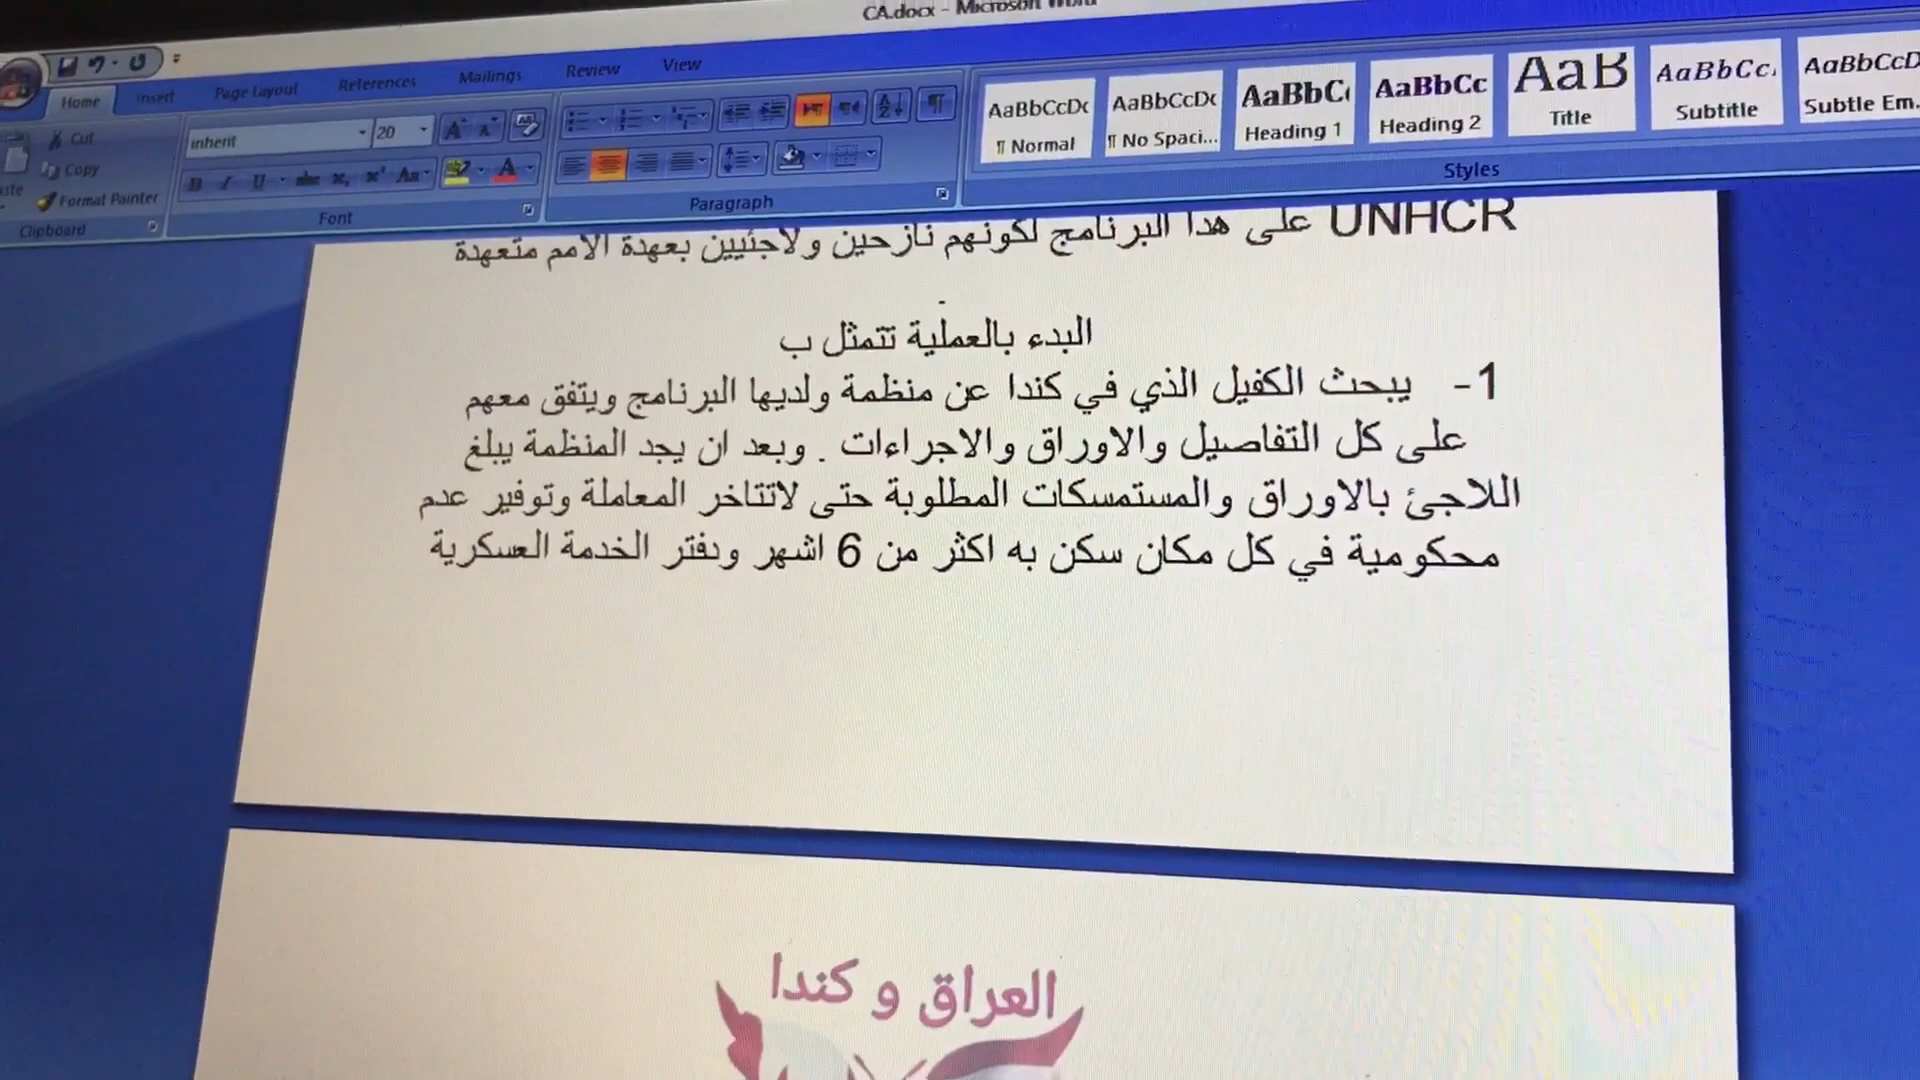 CA.docx - Microsoft Word
Home
Insert
Page Layout
References
Mailings
Review
View
Cut
Copy
Format Painter
Clipboard
inherit
20
Font
Paragraph
AaBbCcDc
¶ Normal
AaBbCcDc
¶ No Spaci...
AaBbC
Heading 1
AaBbCc
Heading 2
AaB
Title
AaBbCc.
Subtitle
AaBbCcD
Subtle Em...
Styles
UNHCR على هذا البرنامج لكونهم نازحين ولاجئيين بعهدة الامم متعهدة
.
البدء بالعملية تتمثل ب
1- يبحث الكفيل الذي في كندا عن منظمة ولديها البرنامج ويتفق معهم
على كل التفاصيل والاوراق والاجراءات . وبعد ان يجد المنظمة يبلغ
اللاجئ بالاوراق والمستمسكات المطلوبة حتى لاتتاخر المعاملة وتوفير عدم
محكومية في كل مكان سكن به اكثر من 6 اشهر ودفتر الخدمة العسكرية
العراق و كندا